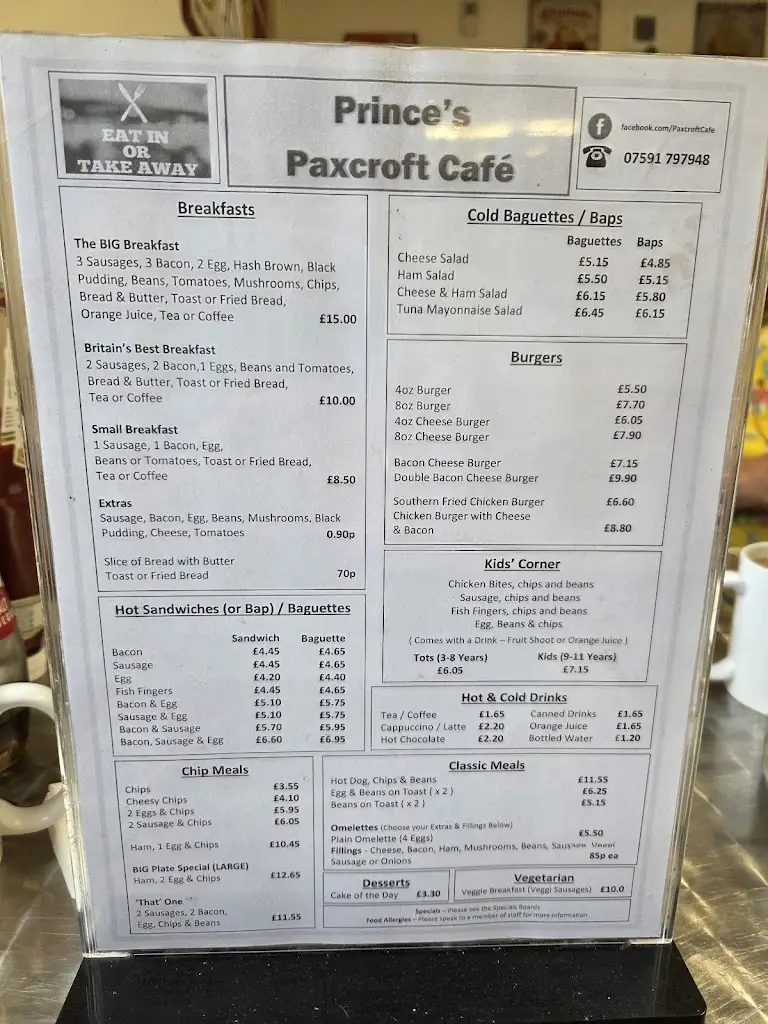 EAT IN
OR
TAKE AWAY
Prince's
Paxcroft Café
facebook.com/PaxcroftCafe
07591 797948
Breakfasts
The BIG Breakfast
3 Sausages, 3 Bacon, 2 Egg, Hash Brown, Black
Pudding, Beans, Tomatoes, Mushrooms, Chips,
Bread & Butter, Toast or Fried Bread,
Orange Juice, Tea or Coffee £15.00
Britain's Best Breakfast
2 Sausages, 2 Bacon,1 Eggs, Beans and Tomatoes,
Bread & Butter, Toast or Fried Bread,
Tea or Coffee £10.00
Small Breakfast
1 Sausage, 1 Bacon, Egg,
Beans or Tomatoes, Toast or Fried Bread,
Tea or Coffee £8.50
Extras
Sausage, Bacon, Egg, Beans, Mushrooms, Black
Pudding, Cheese, Tomatoes 0.90p
Slice of Bread with Butter
Toast or Fried Bread 70p
Hot Sandwiches (or Bap) / Baguettes
Sandwich Baguette
Bacon £4.45 £4.65
Sausage £4.45 £4.65
Egg £4.20 £4.40
Fish Fingers £4.45 £4.65
Bacon & Egg £5.10 £5.75
Sausage & Egg £5.10 £5.75
Bacon & Sausage £5.70 £5.95
Bacon, Sausage & Egg £6.60 £6.95
Chip Meals
Chips £3.55
Cheesy Chips £4.10
2 Eggs & Chips £5.95
2 Sausage & Chips £6.05
Ham, 1 Egg & Chips £10.45
BIG Plate Special (LARGE)
Ham, 2 Egg & Chips £12.65
'That' One
2 Sausages, 2 Bacon,
Egg, Chips & Beans £11.55
Cold Baguettes / Baps
Baguettes Baps
Cheese Salad £5.15 £4.85
Ham Salad £5.50 £5.15
Cheese & Ham Salad £6.15 £5.80
Tuna Mayonnaise Salad £6.45 £6.15
Burgers
4oz Burger £5.50
8oz Burger £7.70
4oz Cheese Burger £6.05
8oz Cheese Burger £7.90
Bacon Cheese Burger £7.15
Double Bacon Cheese Burger £9.90
Southern Fried Chicken Burger £6.60
Chicken Burger with Cheese
& Bacon £8.80
Kids' Corner
Chicken Bites, chips and beans
Sausage, chips and beans
Fish Fingers, chips and beans
Egg, Beans & chips
( Comes with a Drink – Fruit Shoot or Orange Juice )
Tots (3-8 Years) Kids (9-11 Years)
£6.05 £7.15
Hot & Cold Drinks
Tea / Coffee £1.65 Canned Drinks £1.65
Cappuccino / Latte £2.20 Orange Juice £1.65
Hot Chocolate £2.20 Bottled Water £1.20
Classic Meals
Hot Dog, Chips & Beans £11.55
Egg & Beans on Toast ( x 2 ) £6.25
Beans on Toast ( x 2 ) £5.15
Omelettes (Choose your Extras & Fillings Below)
Plain Omelette (4 Eggs) £5.50
Fillings - Cheese, Bacon, Ham, Mushrooms, Beans,
Sausage or Onions 85p ea
Desserts
Cake of the Day £3.30
Vegetarian
Veggie Breakfast (Veggi Sausages) £10.0
Specials – Please see the Specials Boards
Food Allergies – Please speak to a member of staff for more information